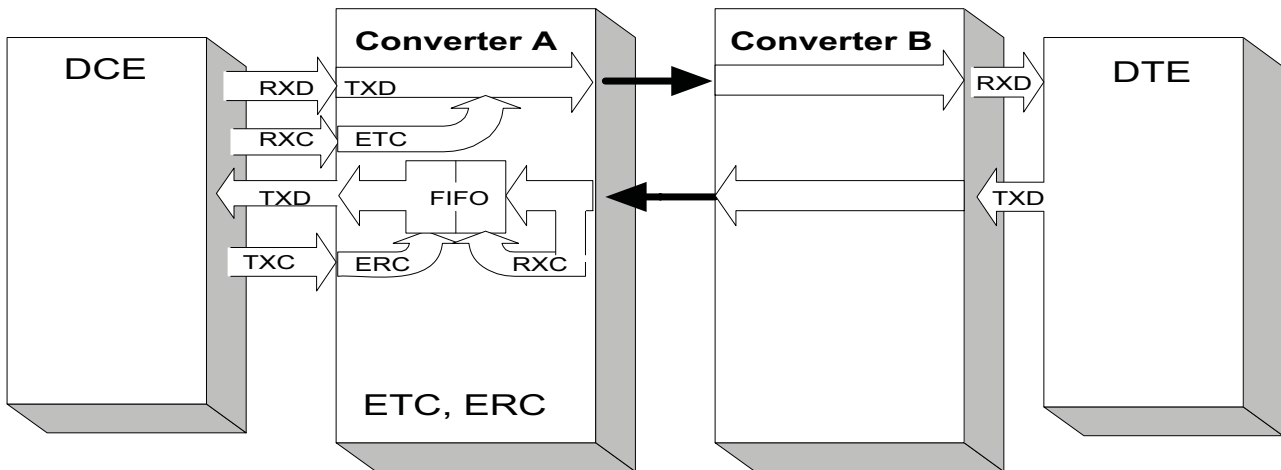 DCE
Converter A
Converter B
DTE
RXD
TXD
RXD
RXC
ETC
TXD
FIFO
TXD
TXC
ERC
RXC
ETC, ERC